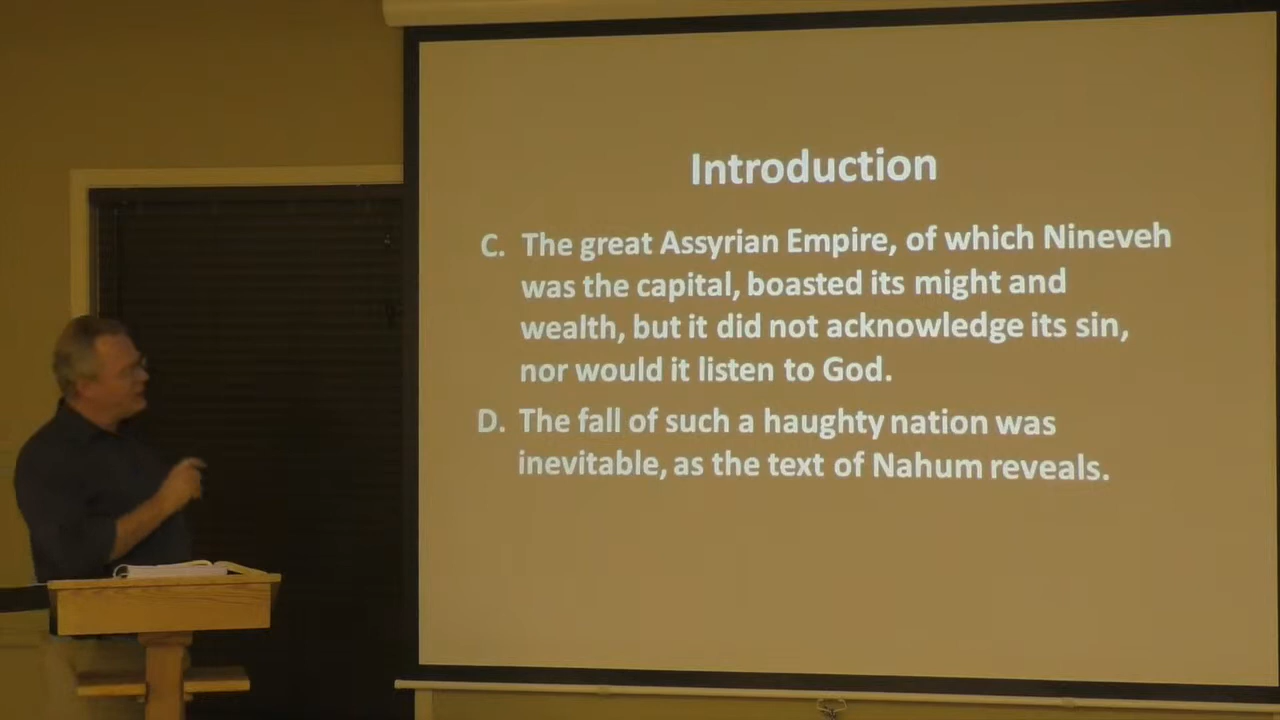 Introduction
C. The great Assyrian Empire, of which Nineveh
was the capital, boasted its might and
wealth, but it did not acknowledge its sin,
nor would it listen to God.
D. The fall of such a haughty nation was
inevitable, as the text of Nahum reveals.